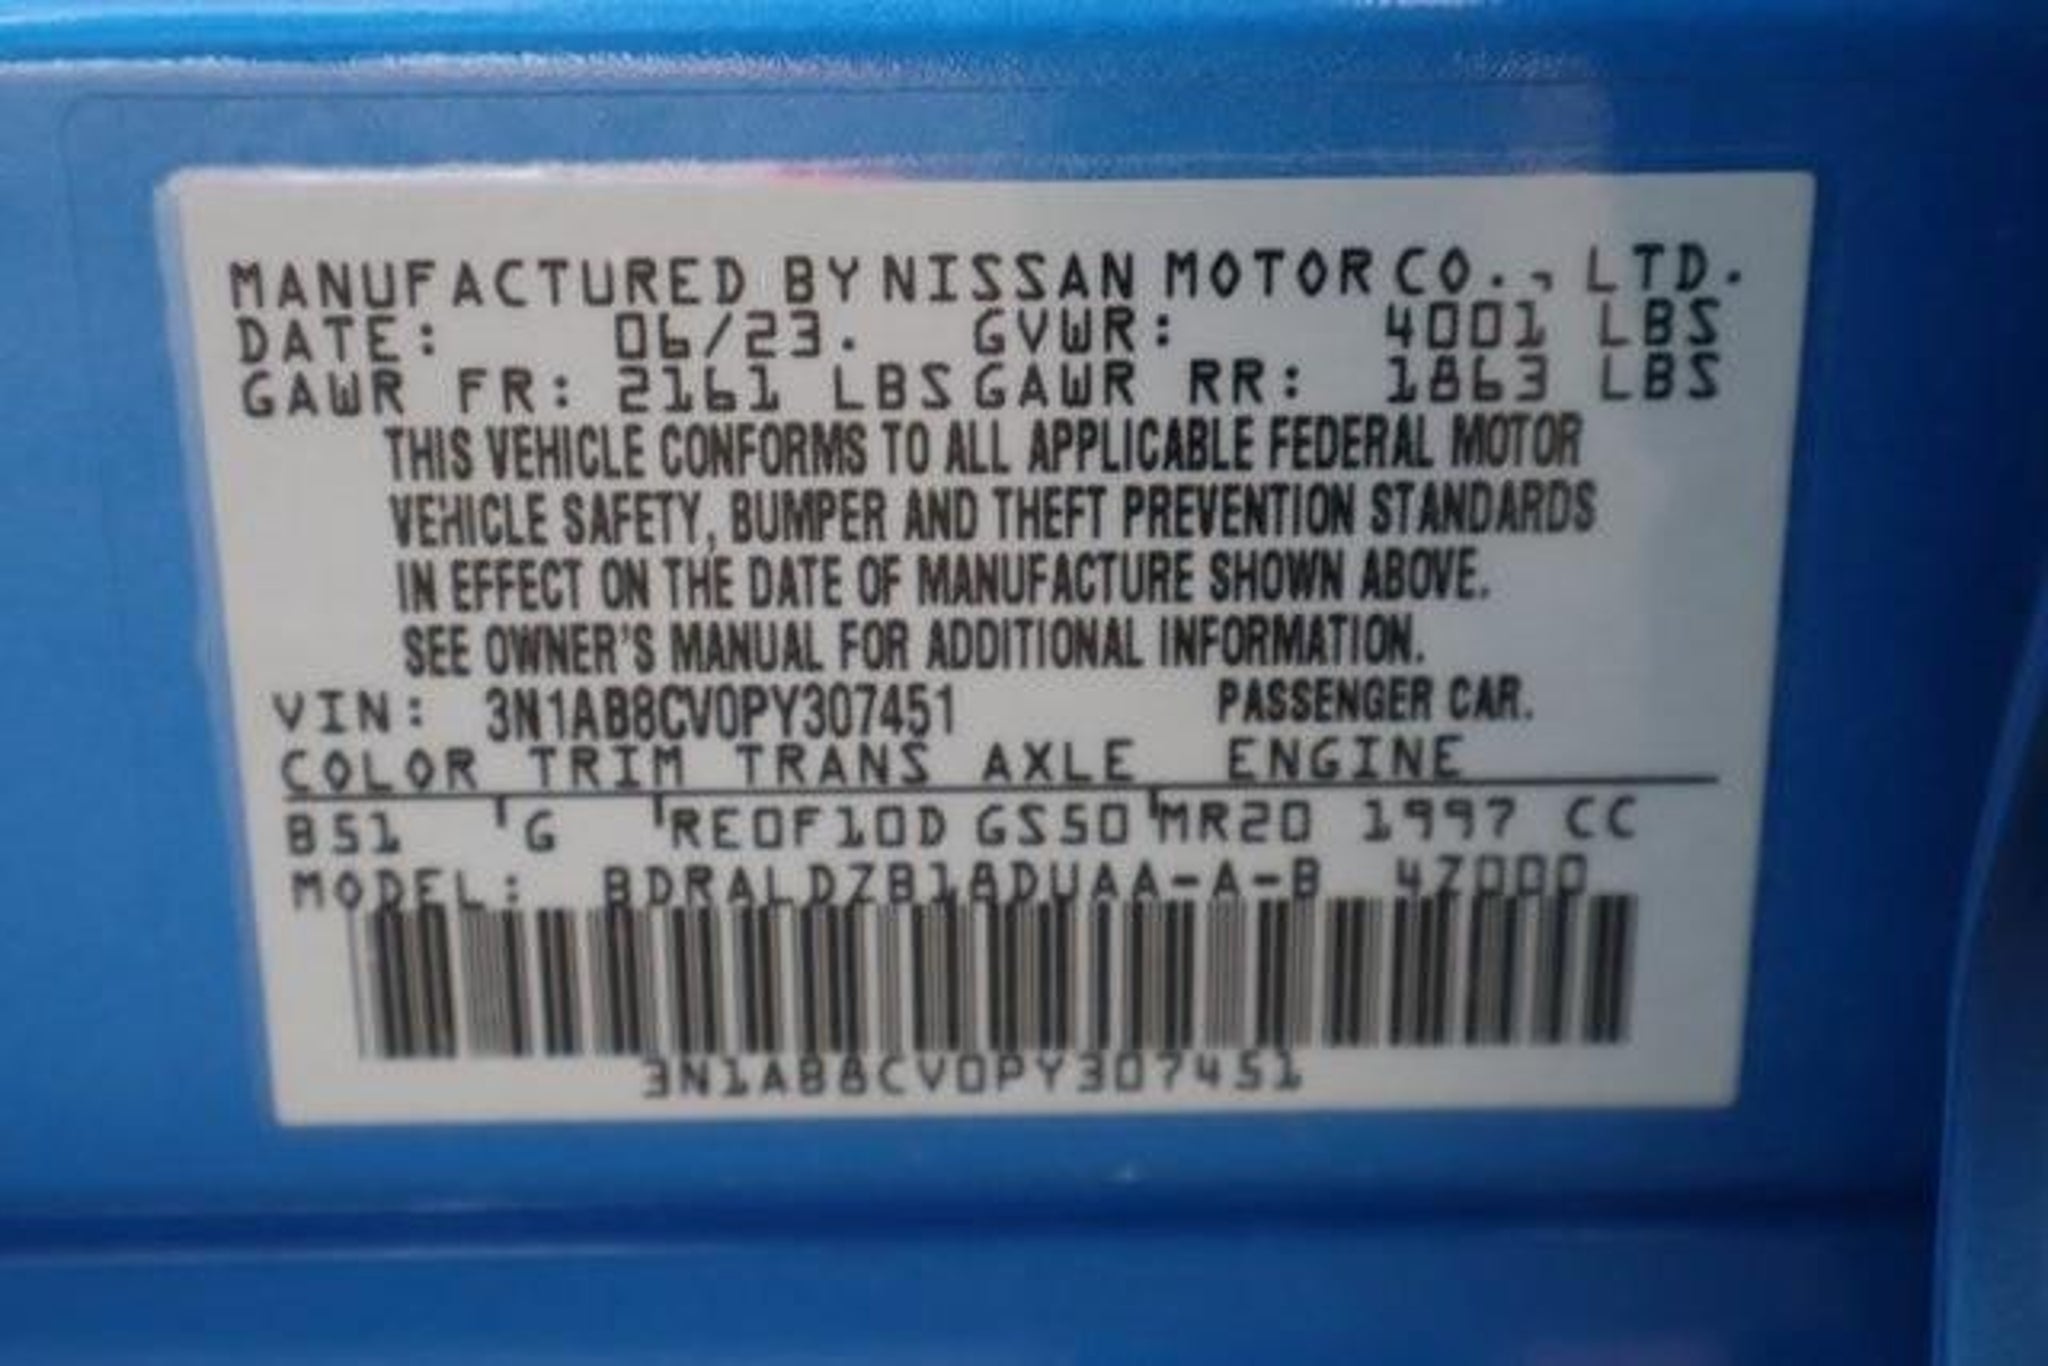 MANUFACTURED BY NISSAN MOTOR CO., LTD.
DATE: 06/23. GVWR: 4001 LBS
GAWR FR: 2161 LBS GAWR RR: 1863 LBS
THIS VEHICLE CONFORMS TO ALL APPLICABLE FEDERAL MOTOR
VEHICLE SAFETY, BUMPER AND THEFT PREVENTION STANDARDS
IN EFFECT ON THE DATE OF MANUFACTURE SHOWN ABOVE.
SEE OWNER'S MANUAL FOR ADDITIONAL INFORMATION.
VIN: 3N1AB8CV0PY307451 PASSENGER CAR.
COLOR TRIM TRANS AXLE ENGINE
B51 G RE0F10D GS50 MR20 1997 CC
MODEL: BDRALDZB18DUAA-A-B 4Z000
3N1AB8CV0PY307451